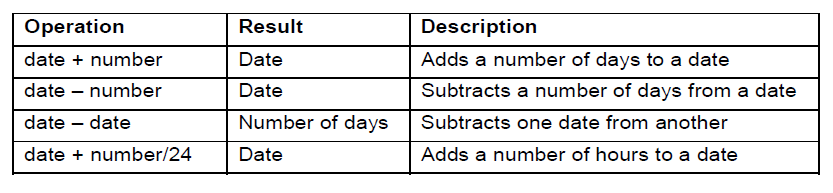 Operation Result Description
date + number Date Adds a number of days to a date
date – number Date Subtracts a number of days from a date
date – date Number of days Subtracts one date from another
date + number/24 Date Adds a number of hours to a date